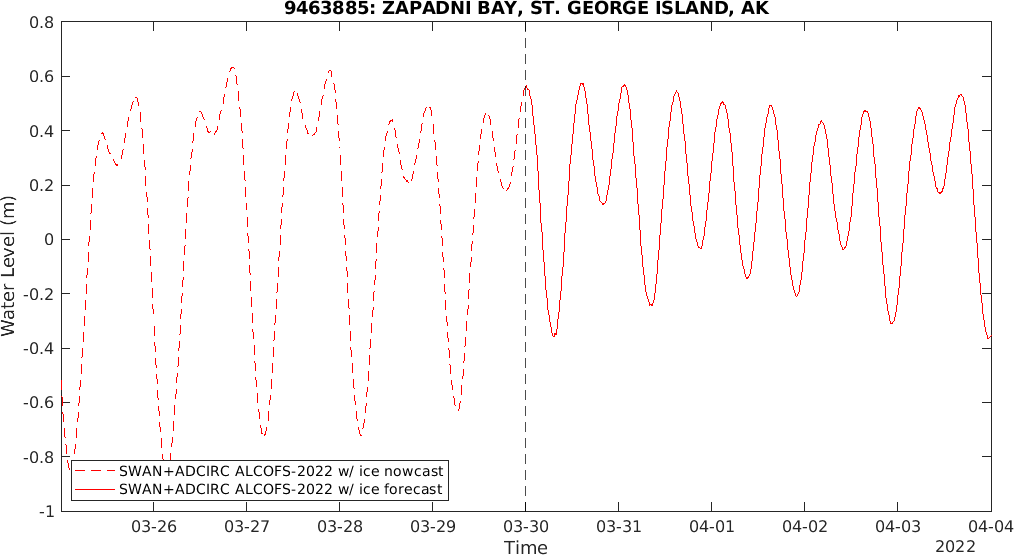 9463885: ZAPADNI BAY, ST. GEORGE ISLAND, AK
0.8
0.6
0.4
0.2
0
-0.2
-0.4
-0.6
-0.8
-1
Water Level (m)
SWAN+ADCIRC ALCOFS-2022 w/ ice nowcast
SWAN+ADCIRC ALCOFS-2022 w/ ice forecast
03-26 03-27 03-28 03-29 03-30 03-31 04-01 04-02 04-03 04-04
Time
2022